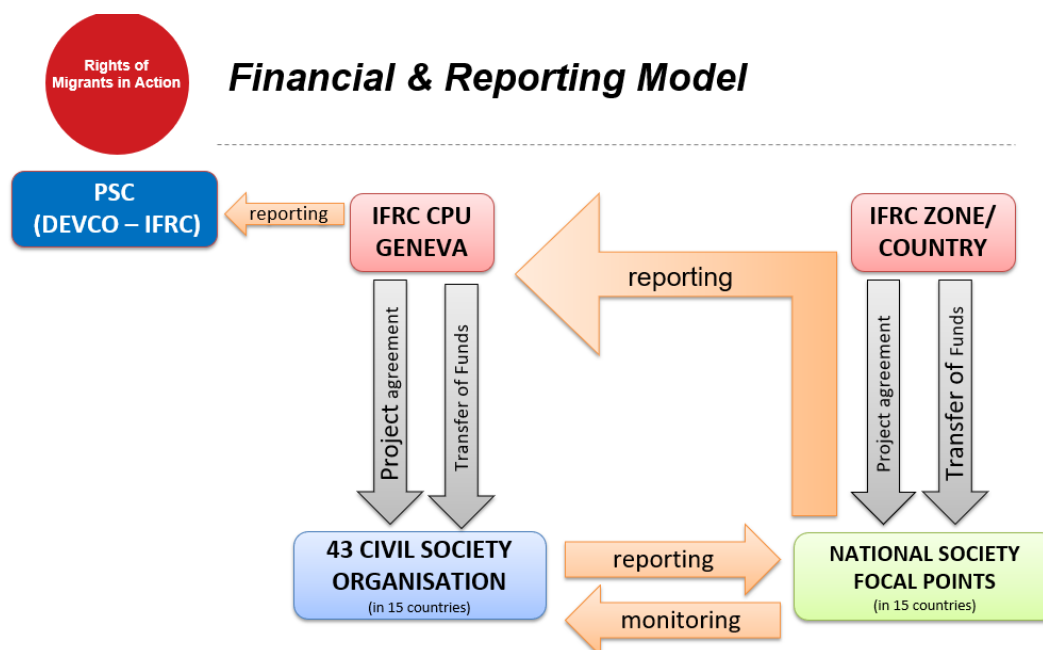 Rights of
Migrants in Action
Financial & Reporting Model
PSC
(DEVCO – IFRC)
reporting
IFRC CPU
GENEVA
reporting
IFRC ZONE/
COUNTRY
Project agreement
Transfer of Funds
Project agreement
Transfer of Funds
43 CIVIL SOCIETY
ORGANISATION
(in 15 countries)
reporting
monitoring
NATIONAL SOCIETY
FOCAL POINTS
(in 15 countries)